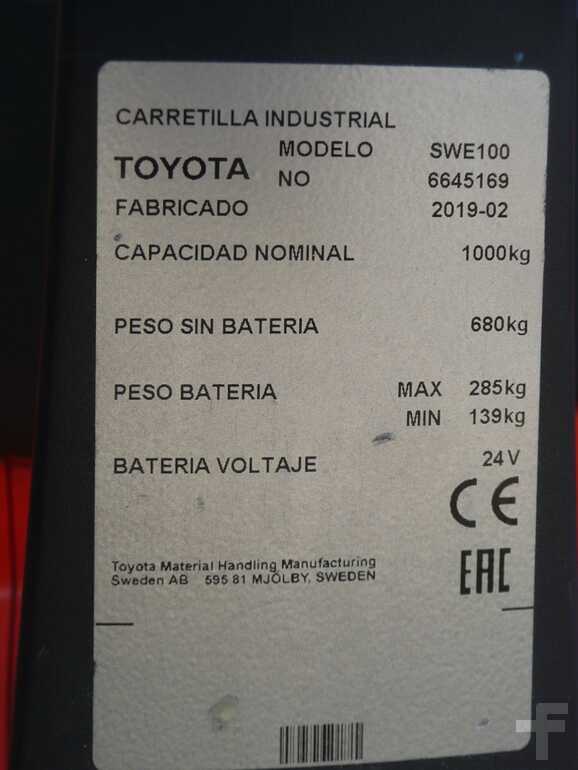 CARRETILLA INDUSTRIAL
TOYOTA MODELO SWE100
NO 6645169
FABRICADO 2019-02
CAPACIDAD NOMINAL 1000kg
PESO SIN BATERIA 680kg
PESO BATERIA MAX 285kg
MIN 139kg
BATERIA VOLTAJE 24V
CE
Toyota Material Handling Manufacturing
Sweden AB 595 81 MJÖLBY, SWEDEN
EAC